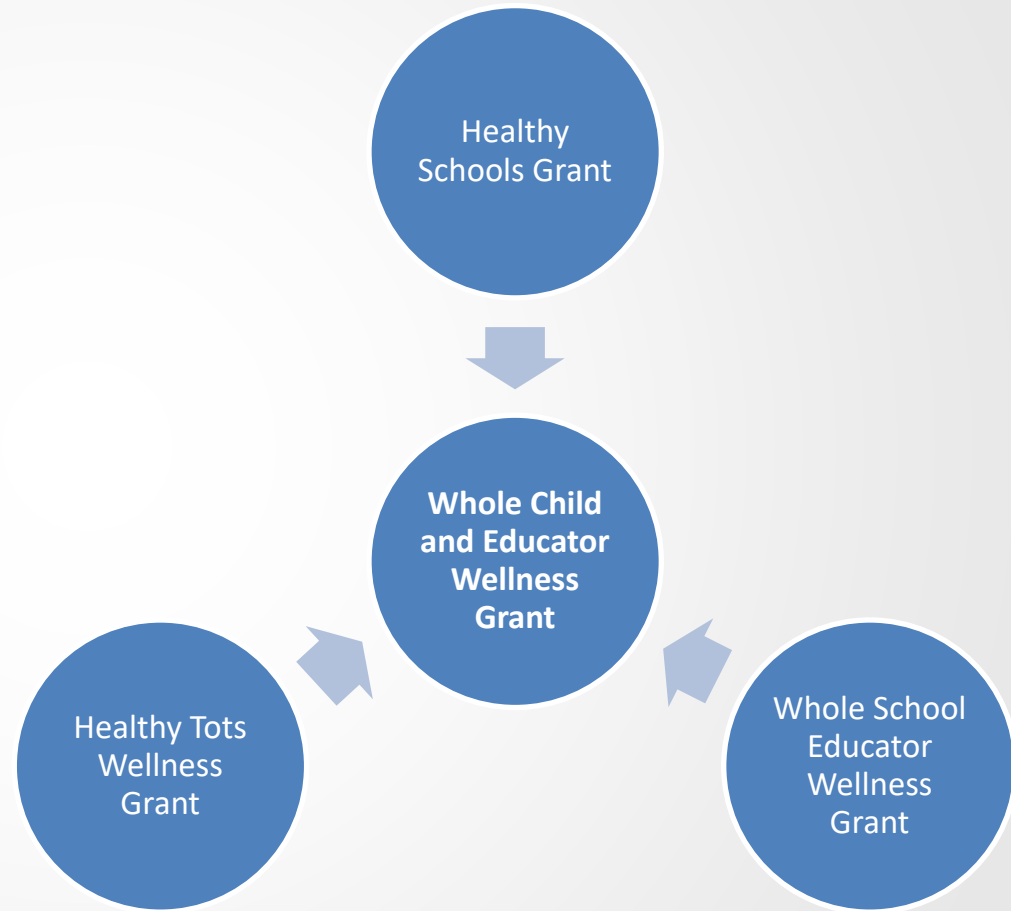 Healthy
Schools Grant
Whole Child
and Educator
Wellness
Grant
Healthy Tots
Wellness
Grant
Whole School
Educator
Wellness
Grant